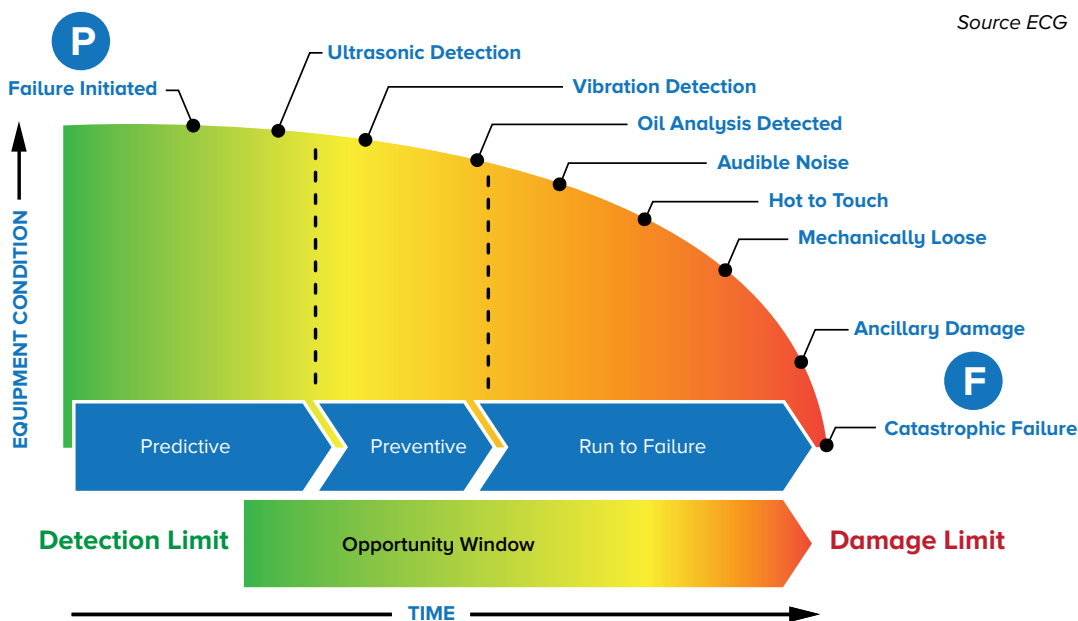 Source ECG
P
Failure Initiated
Ultrasonic Detection
Vibration Detection
Oil Analysis Detected
Audible Noise
Hot to Touch
Mechanically Loose
Ancillary Damage
F
Catastrophic Failure
EQUIPMENT CONDITION
Predictive
Preventive
Run to Failure
Detection Limit
Opportunity Window
Damage Limit
TIME